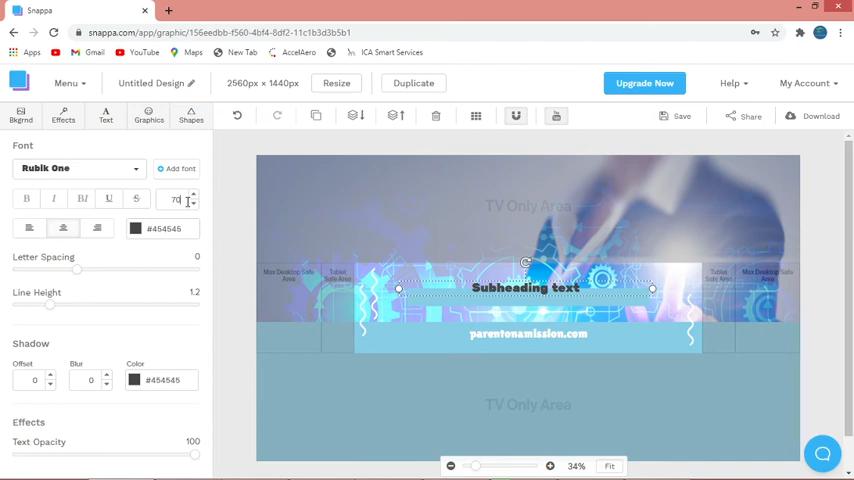 Snappa
snappa.com/app/graphic/156eedbb-f560-4bf4-8df2-11c1b3d3b5b1
Apps
Gmail
YouTube
Maps
New Tab
AccelAero
ICA Smart Services
Menu
Untitled Design
2560px × 1440px
Resize
Duplicate
Upgrade Now
Help
My Account
Bkgrnd
Effects
Text
Graphics
Shapes
Save
Share
Download
Font
Rubik One
Add font
B
I
BI
U
S
70
#454545
Letter Spacing
0
Line Height
1.2
Shadow
Offset
Blur
Color
0
0
#454545
Effects
Text Opacity
100
TV Only Area
Max Desktop Safe Area
Tablet Safe Area
Subheading text
Tablet Safe Area
Max Desktop Safe Area
parentonamission.com
TV Only Area
34%
Fit